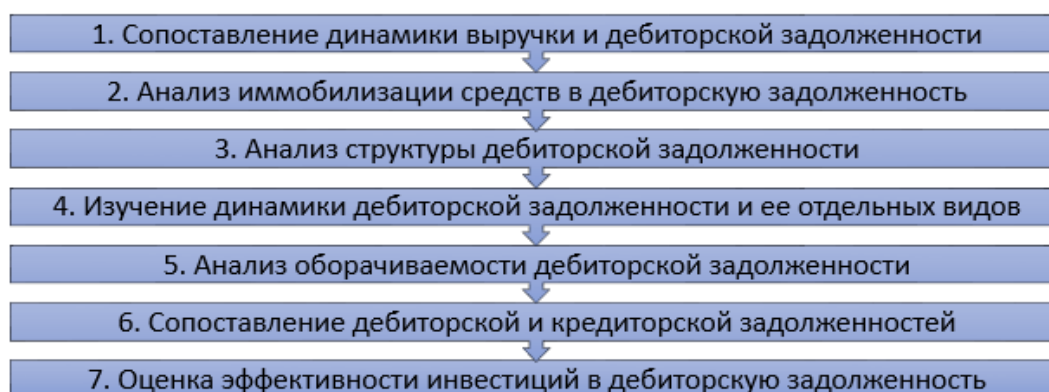 1. Сопоставление динамики выручки и дебиторской задолженности
2. Анализ иммобилизации средств в дебиторскую задолженность
3. Анализ структуры дебиторской задолженности
4. Изучение динамики дебиторской задолженности и ее отдельных видов
5. Анализ оборачиваемости дебиторской задолженности
6. Сопоставление дебиторской и кредиторской задолженностей
7. Оценка эффективности инвестиций в дебиторскую задолженность